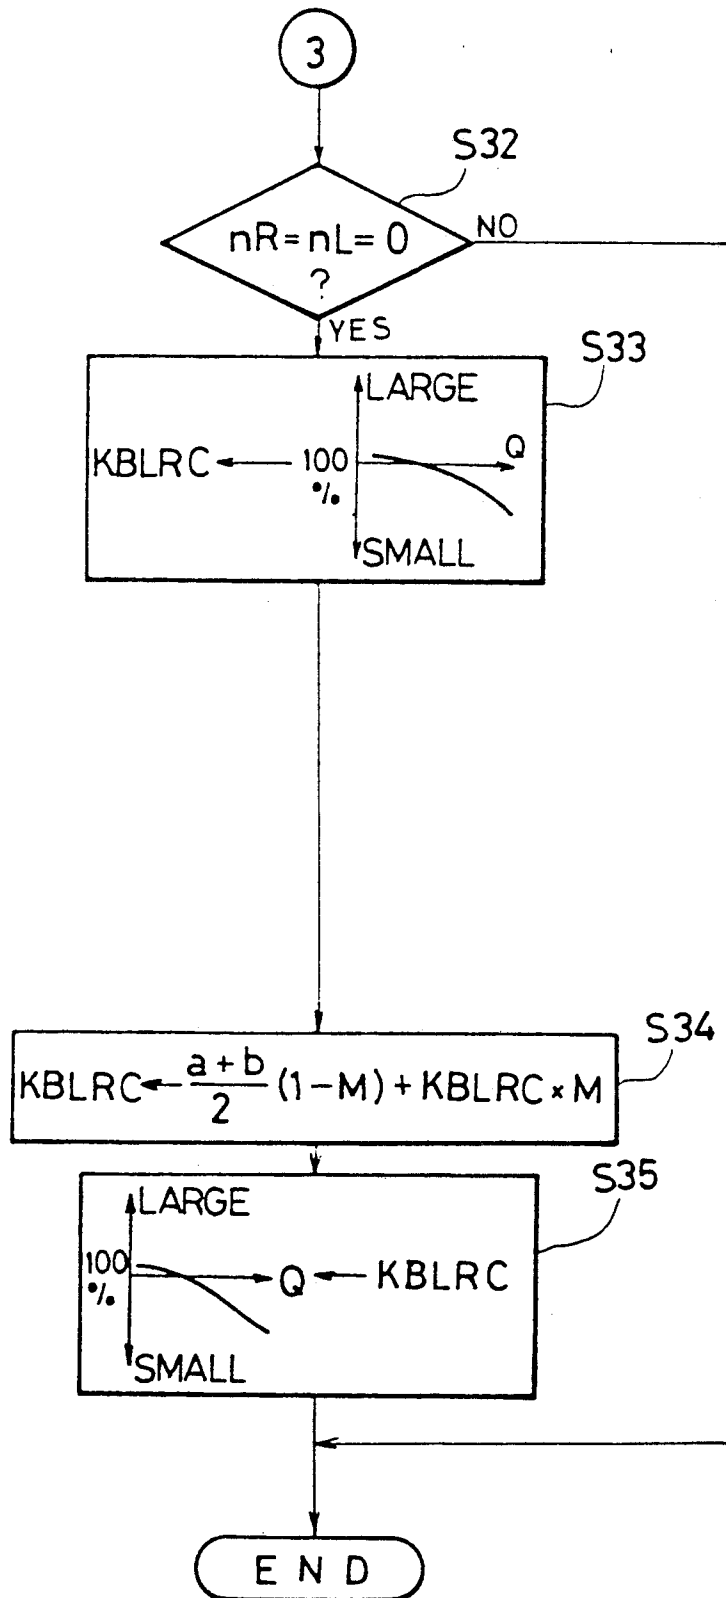 3
S32
nR = nL = 0
?
NO
YES
S33
LARGE
KBLRC ← 100 %
Q
SMALL
S34
KBLRC ← a + b / 2 (1 - M) + KBLRC × M
S35
LARGE
100 %
Q ← KBLRC
SMALL
END